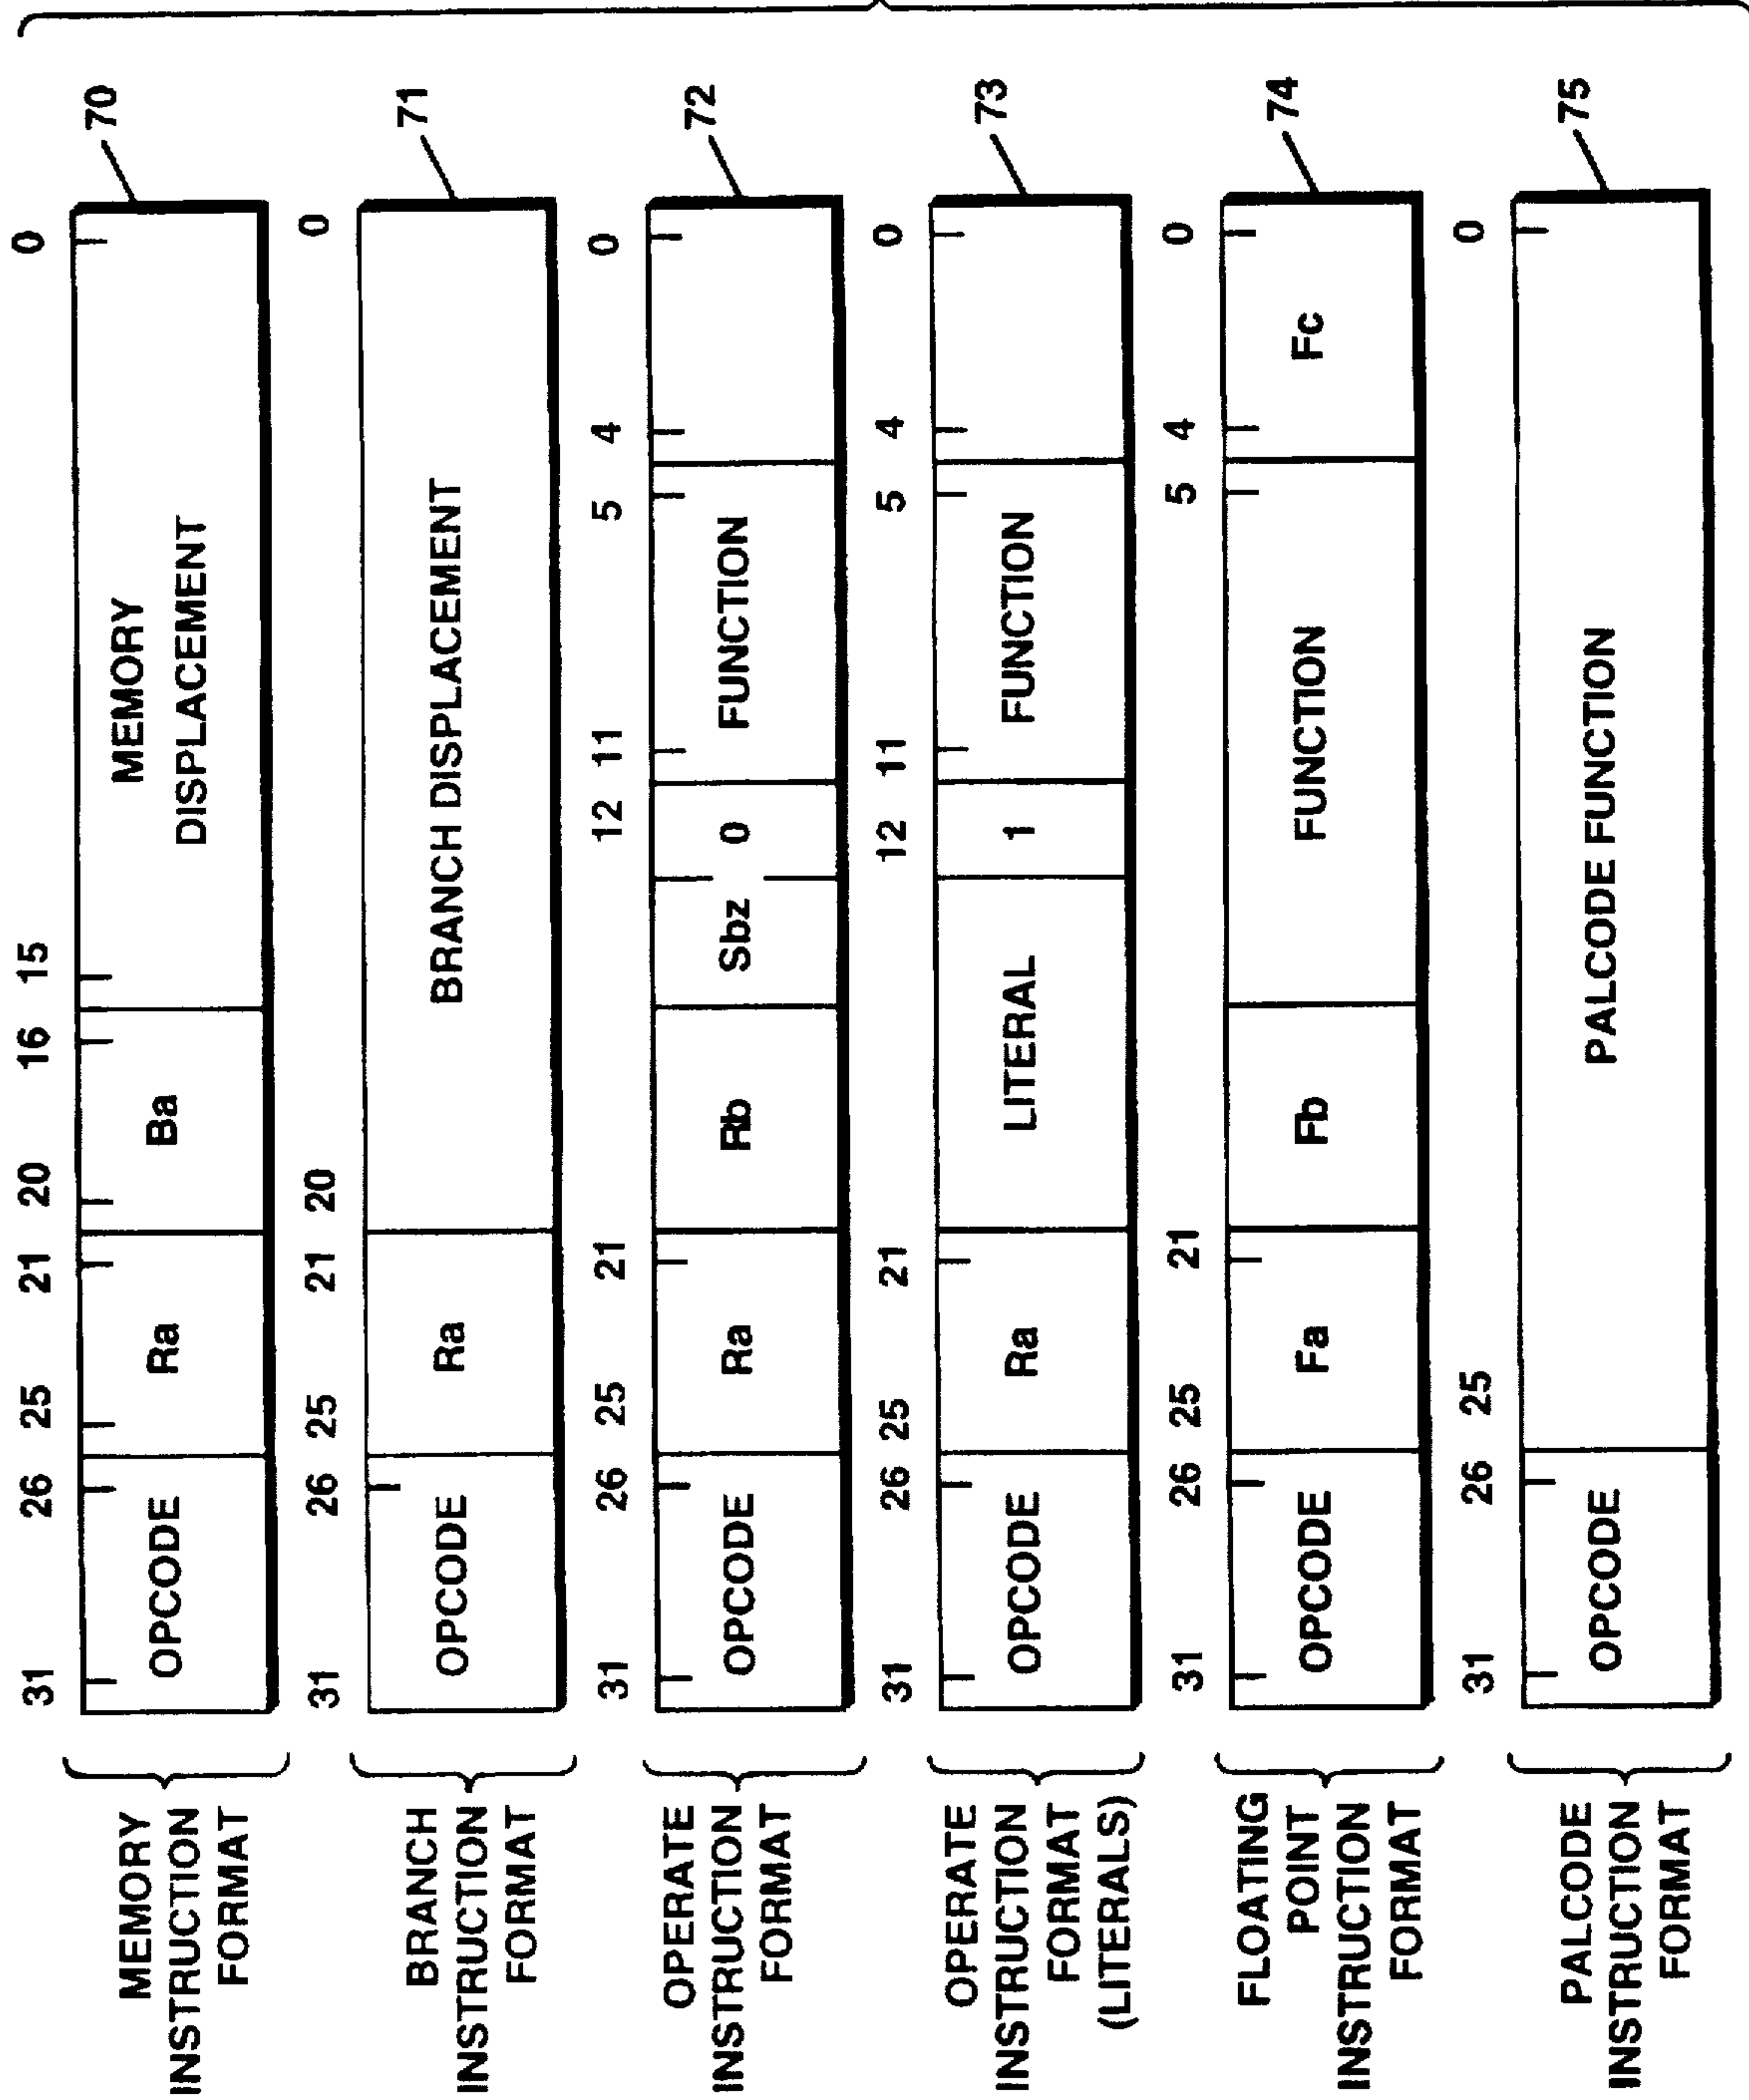 MEMORY
INSTRUCTION
FORMAT
31 26 25 21 20 16 15 0
OPCODE Ra Ba MEMORY
DISPLACEMENT
70
BRANCH
INSTRUCTION
FORMAT
31 26 25 21 20 0
OPCODE Ra BRANCH DISPLACEMENT
71
OPERATE
INSTRUCTION
FORMAT
31 26 25 21 12 11 5 4 0
OPCODE Ra Rb Sbz 0 FUNCTION
72
OPERATE
INSTRUCTION
FORMAT
(LITERALS)
31 26 25 21 12 11 5 4 0
OPCODE Ra LITERAL 1 FUNCTION
73
FLOATING
POINT
INSTRUCTION
FORMAT
31 26 25 21 5 4 0
OPCODE Fa Fb FUNCTION Fc
74
PALCODE
INSTRUCTION
FORMAT
31 26 25 0
OPCODE PALCODE FUNCTION
75